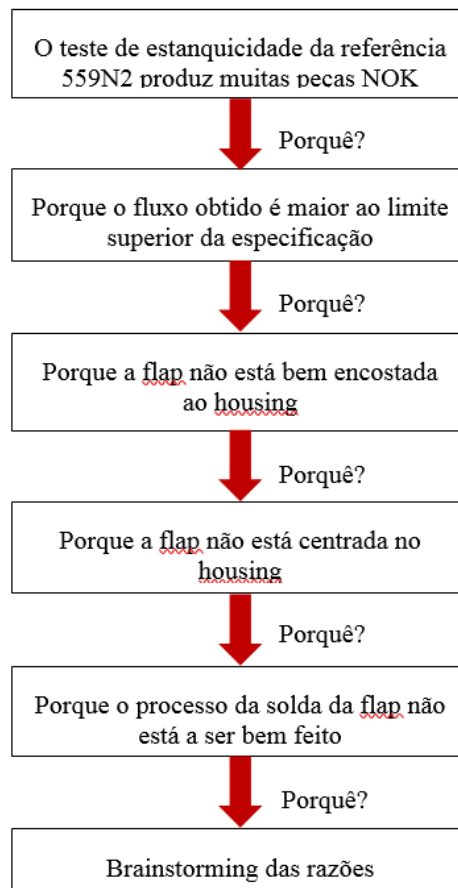 O teste de estanquicidade da referência
559N2 produz muitas peças NOK
Porquê?
Porque o fluxo obtido é maior ao limite
superior da especificação
Porquê?
Porque a flap não está bem encostada
ao housing
Porquê?
Porque a flap não está centrada no
housing
Porquê?
Porque o processo da solda da flap não
está a ser bem feito
Porquê?
Brainstorming das razões